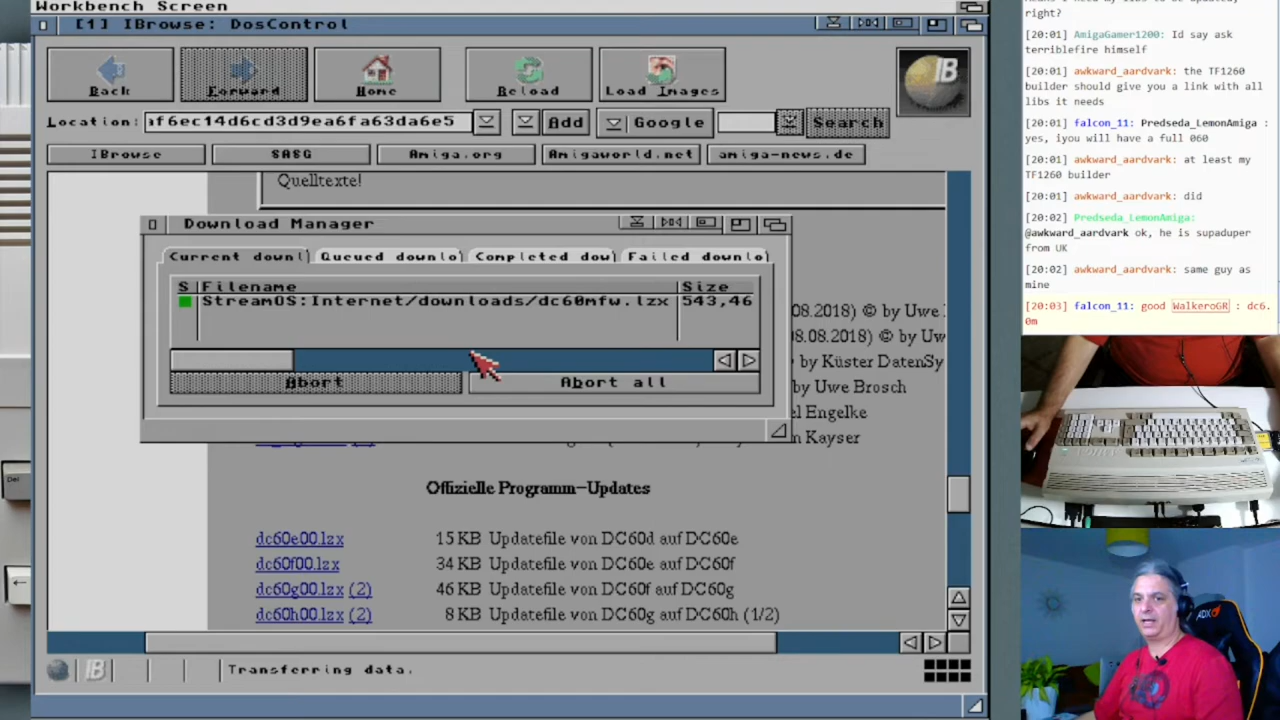 Workbench Screen
[1] IBrowse: DosControl
Back
Forward
Home
Reload
Load Images
IB
Location:
af6ec14d6cd3d9ea6fa63da6e5
Add
Google
Search
IBrowse
SASG
Amiga.org
Amigaworld.net
amiga-news.de
Quelltexte!
Download Manager
Current downl
Queued downlo
Completed dow
Failed downlo
S Filename Size
StreamOS:Internet/downloads/dc60mfw.lzx 543,46
Abort
Abort all
08.2018) © by Uwe
08.08.2018) © by Uwe
by Küster DatenSy
by Uwe Brosch
el Engelke
n Kayser
Offizielle Programm-Updates
dc60e00.lzx 15 KB Updatefile von DC60d auf DC60e
dc60f00.lzx 34 KB Updatefile von DC60e auf DC60f
dc60g00.lzx (2) 46 KB Updatefile von DC60f auf DC60g
dc60h00.lzx (2) 8 KB Updatefile von DC60g auf DC60h (1/2)
IB
Transferring data.
right?
[20:01] AmigaGamer1200: Id say ask
terriblefire himself
[20:01] awkward_aardvark: the TF1260
builder should give you a link with all
libs it needs
[20:01] falcon_11: Predseda_LemonAmiga :
yes, iyou will have a full 060
[20:01] awkward_aardvark: at least my
TF1260 builder
[20:01] awkward_aardvark: did
[20:02] Predseda_LemonAmiga:
@awkward_aardvark ok, he is supaduper
from UK
[20:02] awkward_aardvark: same guy as
mine
[20:03] falcon_11: good WalkeroGR : dc6.
0m
Del
ADX